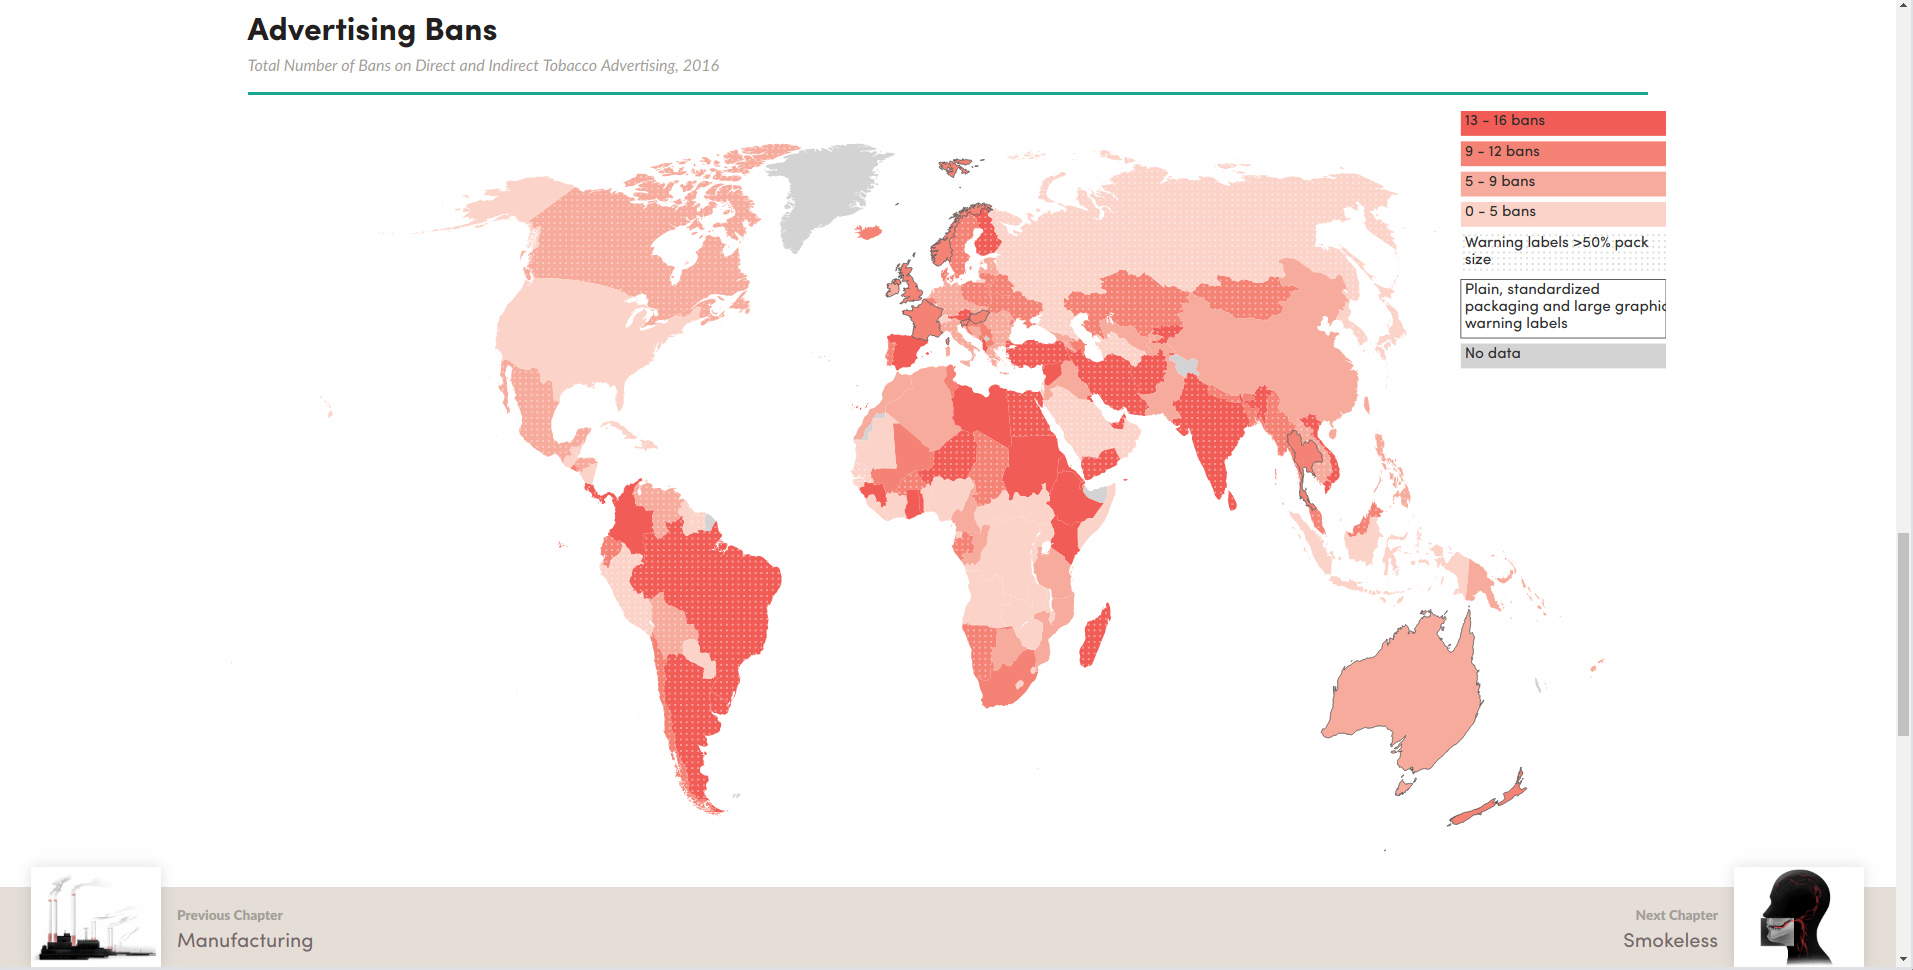 Advertising Bans
Total Number of Bans on Direct and Indirect Tobacco Advertising, 2016
13 - 16 bans
9 - 12 bans
5 - 9 bans
0 - 5 bans
Warning labels >50% pack
size
Plain, standardized
packaging and large graphic
warning labels
No data
Previous Chapter
Manufacturing
Next Chapter
Smokeless